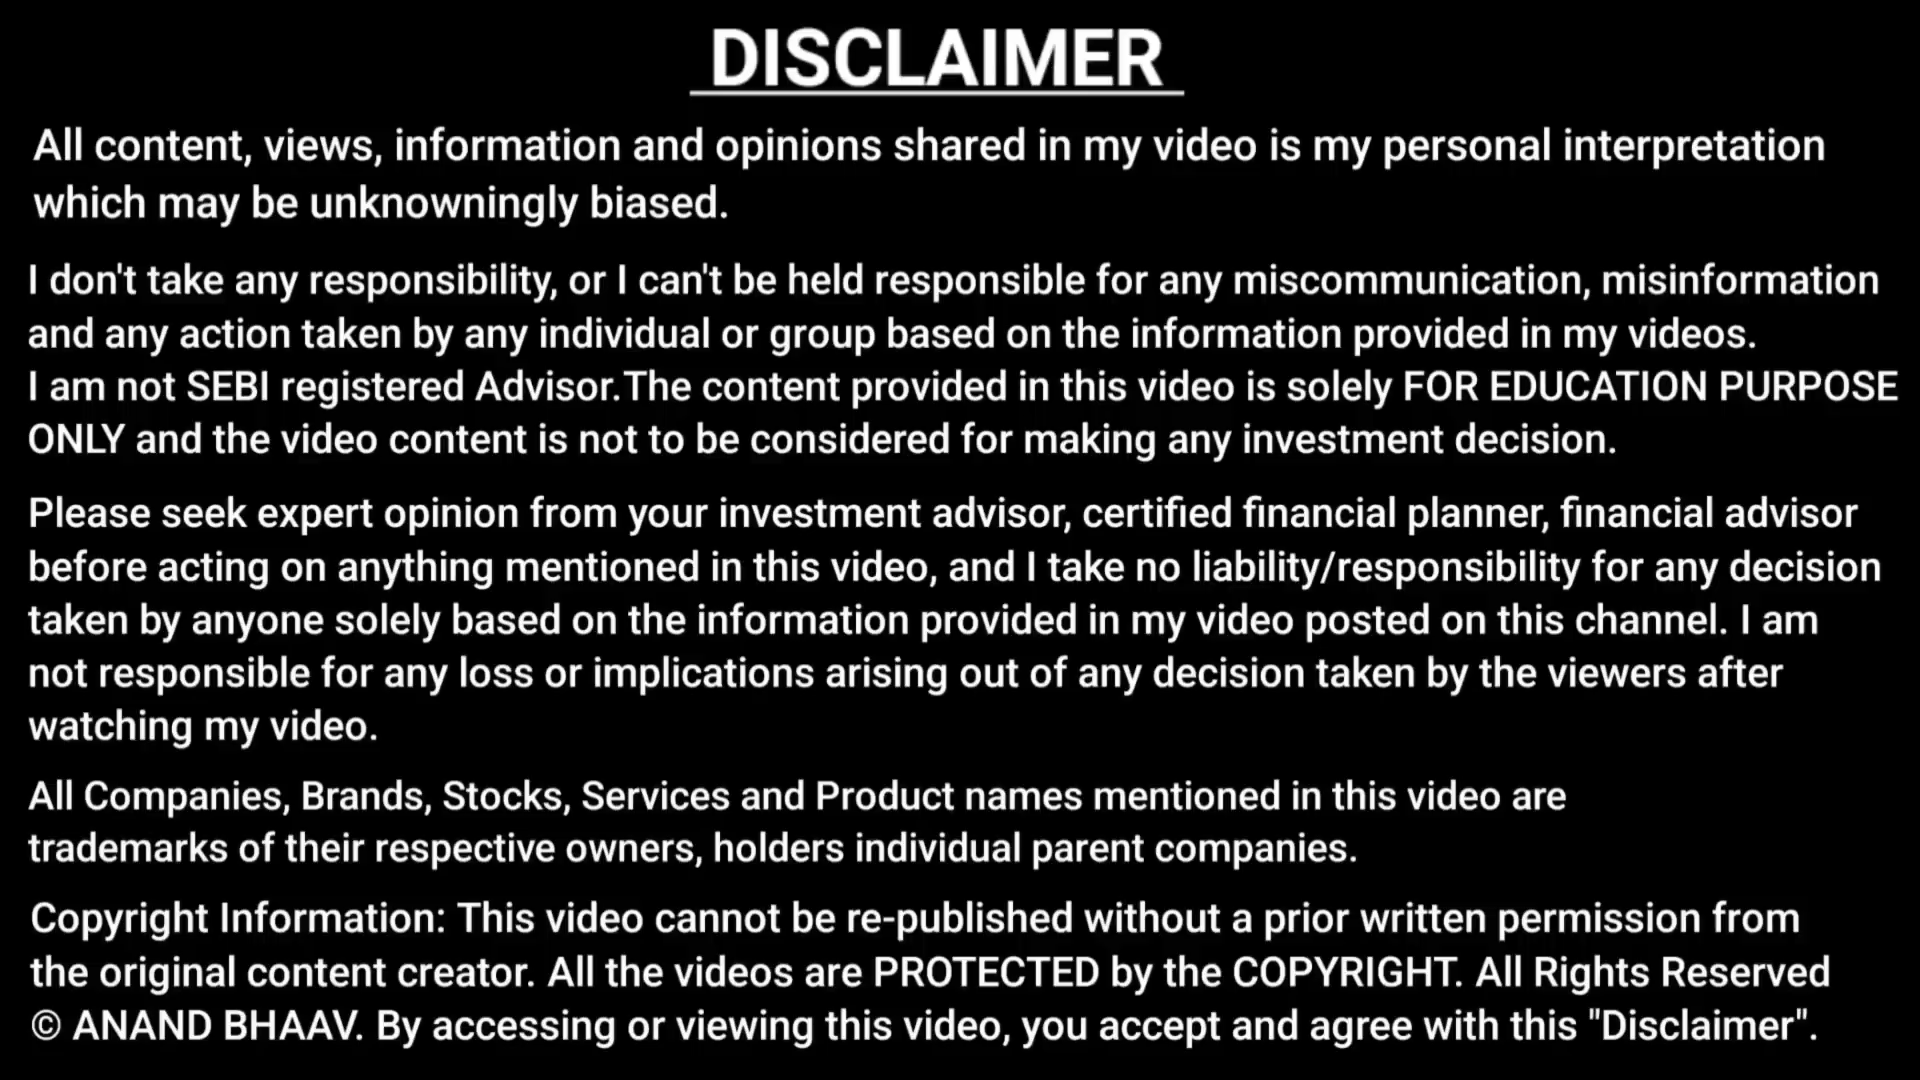 DISCLAIMER
All content, views, information and opinions shared in my video is my personal interpretation
which may be unknowningly biased.
I don't take any responsibility, or I can't be held responsible for any miscommunication, misinformation
and any action taken by any individual or group based on the information provided in my videos.
I am not SEBI registered Advisor.The content provided in this video is solely FOR EDUCATION PURPOSE
ONLY and the video content is not to be considered for making any investment decision.
Please seek expert opinion from your investment advisor, certified financial planner, financial advisor
before acting on anything mentioned in this video, and I take no liability/responsibility for any decision
taken by anyone solely based on the information provided in my video posted on this channel. I am
not responsible for any loss or implications arising out of any decision taken by the viewers after
watching my video.
All Companies, Brands, Stocks, Services and Product names mentioned in this video are
trademarks of their respective owners, holders individual parent companies.
Copyright Information: This video cannot be re-published without a prior written permission from
the original content creator. All the videos are PROTECTED by the COPYRIGHT. All Rights Reserved
© ANAND BHAAV. By accessing or viewing this video, you accept and agree with this "Disclaimer".